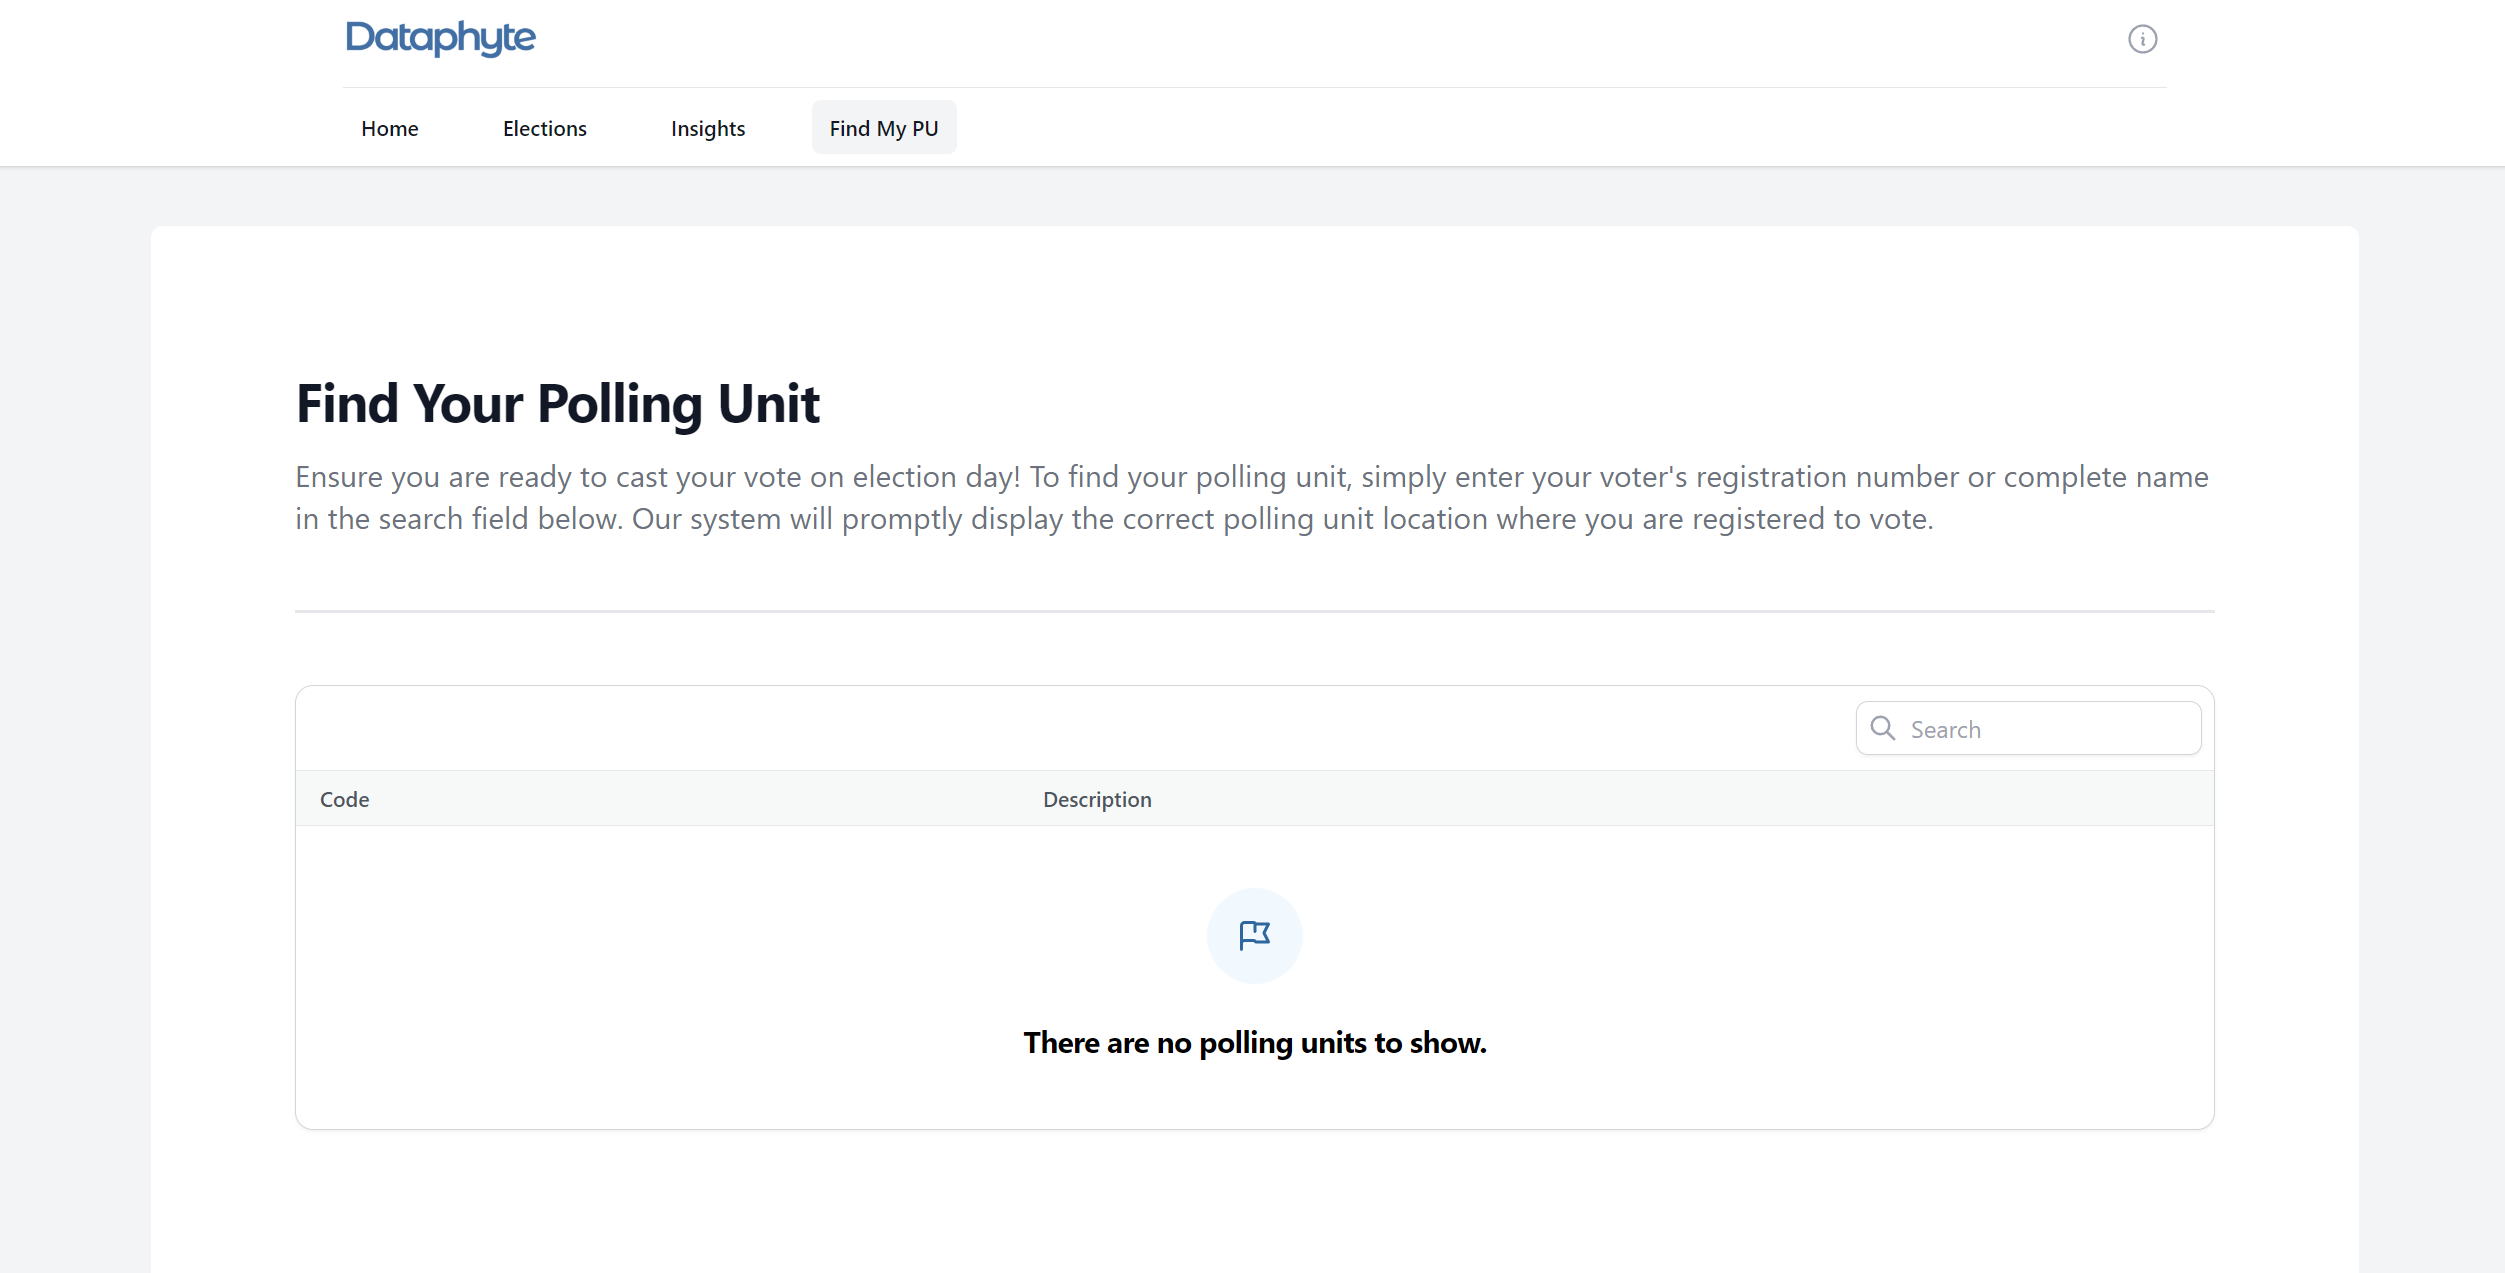 Dataphyte
Home Elections Insights Find My PU
Find Your Polling Unit
Ensure you are ready to cast your vote on election day! To find your polling unit, simply enter your voter's registration number or complete name
in the search field below. Our system will promptly display the correct polling unit location where you are registered to vote.
Search
Code Description
There are no polling units to show.